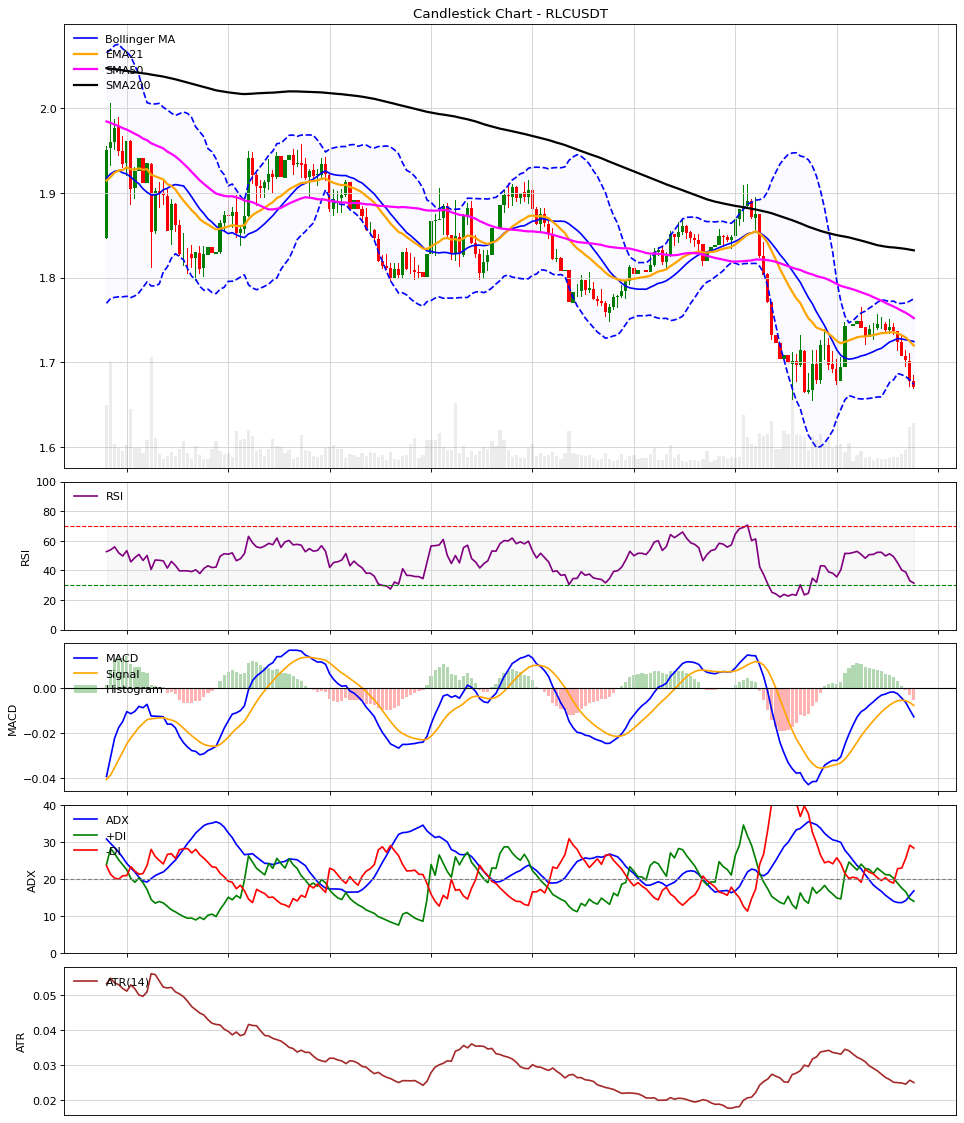 Candlestick Chart - RLCUSDT
Bollinger MA
EMA21
SMA50
SMA200
2.0
1.9
1.8
1.7
1.6
RSI
100
80
60
40
20
0
RSI
MACD
Signal
Histogram
0.00
−0.02
−0.04
MACD
ADX
+DI
-DI
40
30
20
10
0
ADX
ATR(14)
0.05
0.04
0.03
0.02
ATR